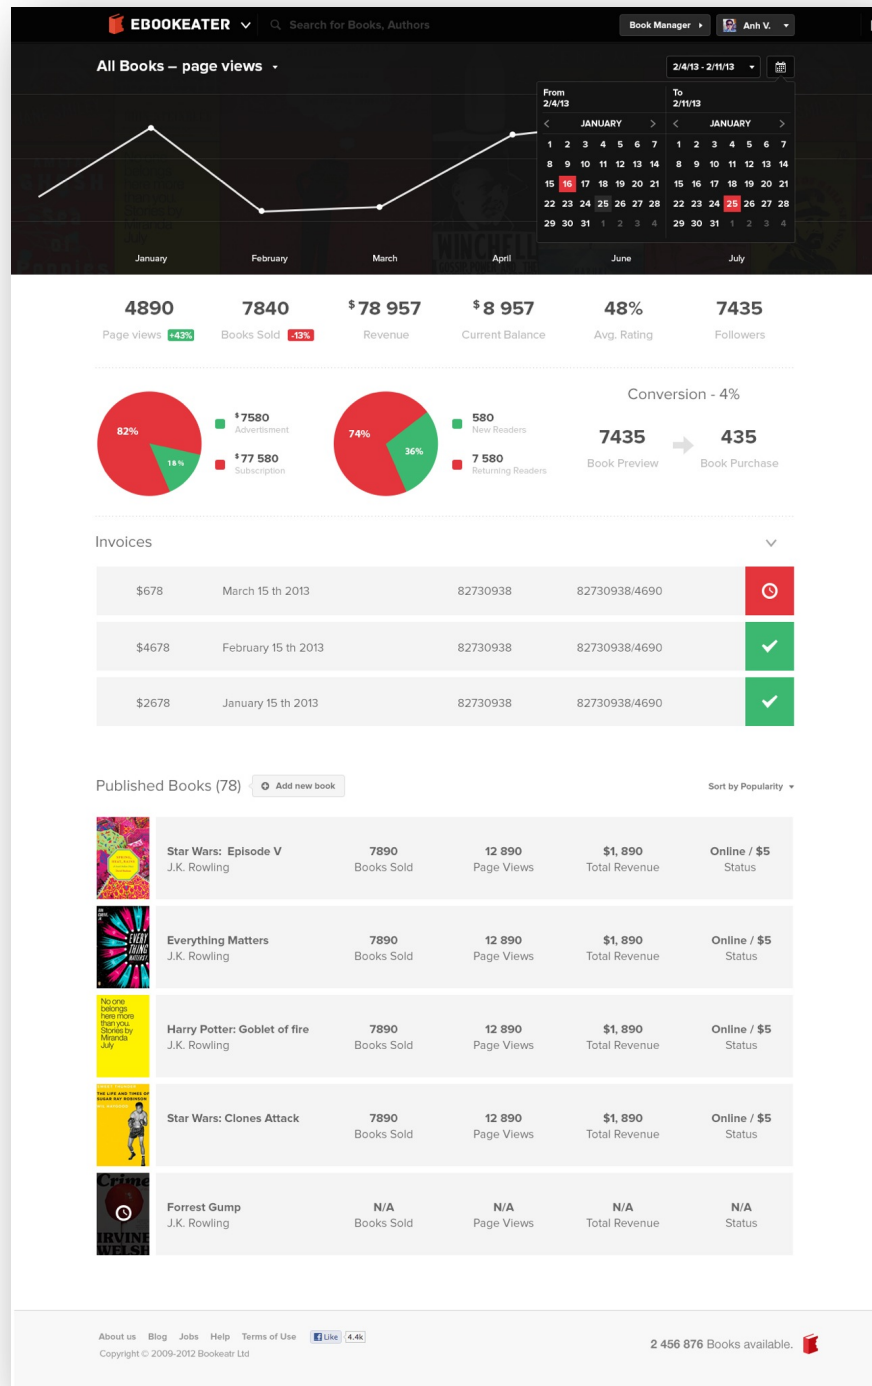 EBOOKEATER
Search for Books, Authors
Book Manager
Anh V.
All Books – page views
2/4/13 - 2/11/13
From
2/4/13
To
2/11/13
JANUARY
JANUARY
1 2 3 4 5 6 7
1 2 3 4 5 6 7
8 9 10 11 12 13 14
8 9 10 11 12 13 14
15 16 17 18 19 20 21
15 16 17 18 19 20 21
22 23 24 25 26 27 28
22 23 24 25 26 27 28
29 30 31 1 2 3 4
29 30 31 1 2 3 4
WINCHELL
January
February
March
April
June
July
4890
Page views +43%
7840
Books Sold -13%
$78 957
Revenue
$8 957
Current Balance
48%
Avg. Rating
7435
Followers
82%
18%
$7580
Advertisment
$77 580
Subscription
74%
36%
580
New Readers
7 580
Returning Readers
Conversion - 4%
7435
Book Preview
435
Book Purchase
Invoices
$678 March 15 th 2013 82730938 82730938/4690
$4678 February 15 th 2013 82730938 82730938/4690
$2678 January 15 th 2013 82730938 82730938/4690
Published Books (78)
Add new book
Sort by Popularity
Star Wars: Episode V 7890 12 890 $1, 890 Online / $5
J.K. Rowling Books Sold Page Views Total Revenue Status
EVERY
THING
MATTERS!
Everything Matters 7890 12 890 $1, 890 Online / $5
J.K. Rowling Books Sold Page Views Total Revenue Status
No one
belongs
here more
than you.
Stories by
Miranda
July
Harry Potter: Goblet of fire 7890 12 890 $1, 890 Online / $5
J.K. Rowling Books Sold Page Views Total Revenue Status
THE LIFE AND TIMES OF
SUGAR RAY ROBINSON
Star Wars: Clones Attack 7890 12 890 $1, 890 Online / $5
Books Sold Page Views Total Revenue Status
Crime
IRVINE
WELSH
Forrest Gump N/A N/A N/A N/A
J.K. Rowling Books Sold Page Views Total Revenue Status
About us Blog Jobs Help Terms of Use Like 4.4k
Copyright © 2009-2012 Bookeatr Ltd
2 456 876 Books available.